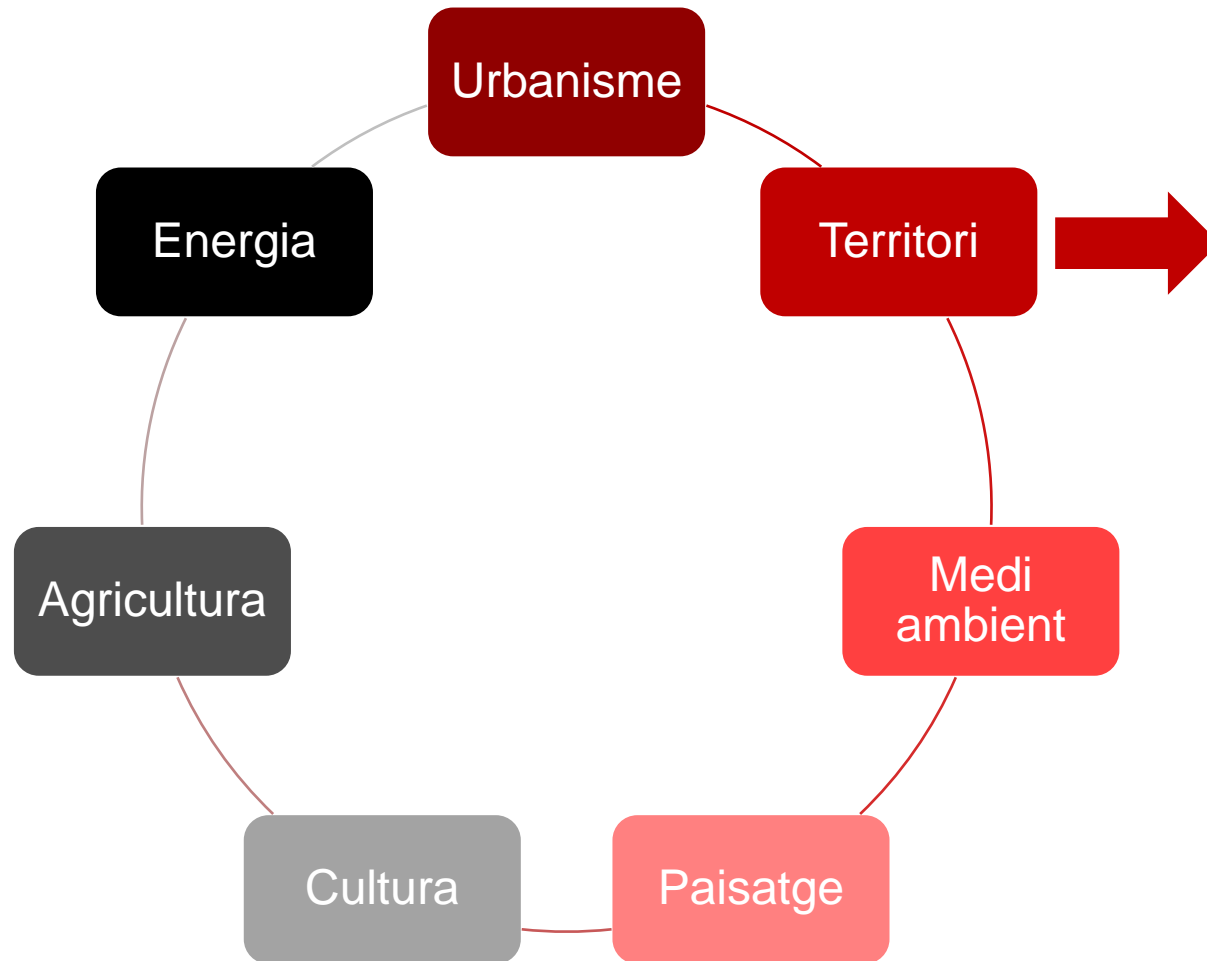 Urbanisme
Territori
Medi
ambient
Paisatge
Cultura
Agricultura
Energia